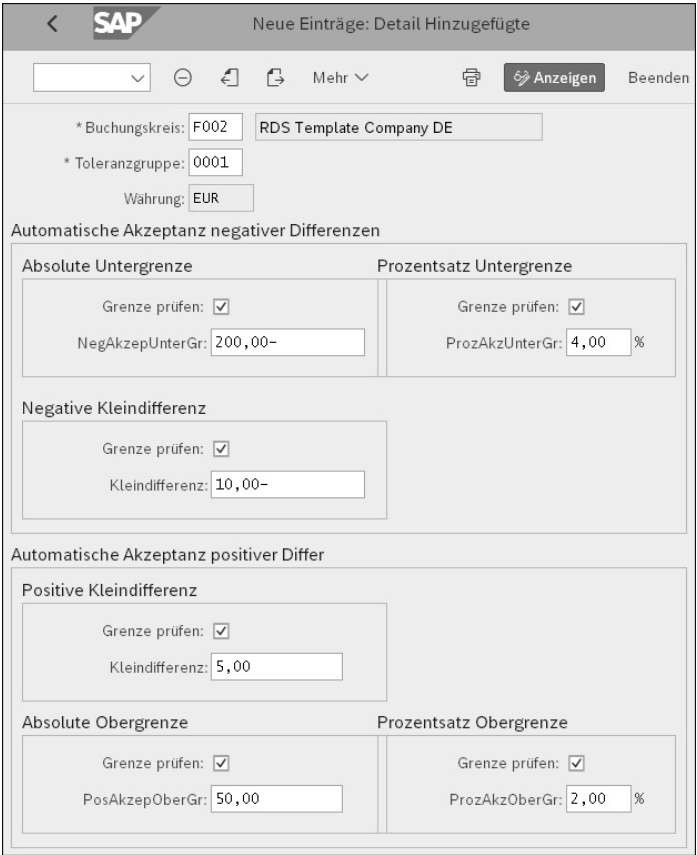 SAP Neue Einträge: Detail Hinzugefügte
Mehr Anzeigen Beenden
* Buchungskreis: F002 RDS Template Company DE
* Toleranzgruppe: 0001
Währung: EUR
Automatische Akzeptanz negativer Differenzen
Absolute Untergrenze Prozentsatz Untergrenze
Grenze prüfen: Grenze prüfen:
NegAkzepUnterGr: 200,00- ProzAkzUnterGr: 4,00 %
Negative Kleindifferenz
Grenze prüfen:
Kleindifferenz: 10,00-
Automatische Akzeptanz positiver Differ
Positive Kleindifferenz
Grenze prüfen:
Kleindifferenz: 5,00
Absolute Obergrenze Prozentsatz Obergrenze
Grenze prüfen: Grenze prüfen:
PosAkzepOberGr: 50,00 ProzAkzOberGr: 2,00 %